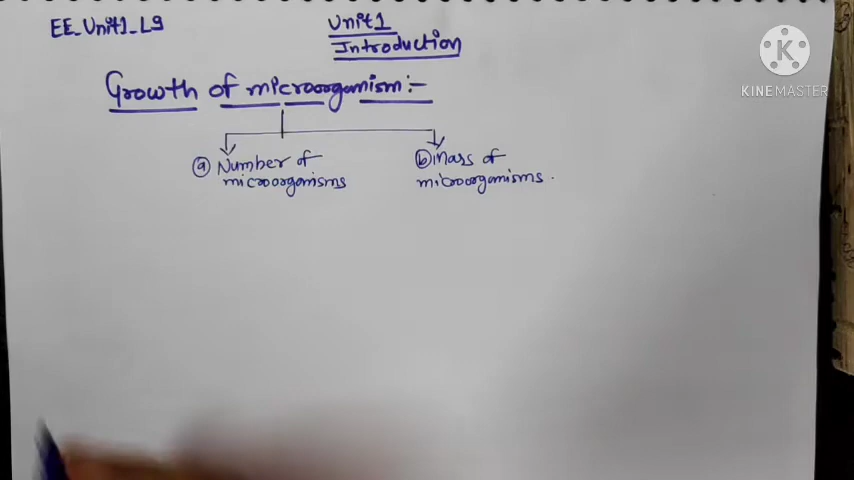 EE_Unit1_L9
Unit1
Introduction
Growth of microorganism:-
(a) Number of
microorganisms
(b) Mass of
microorganisms.
KINEMASTER